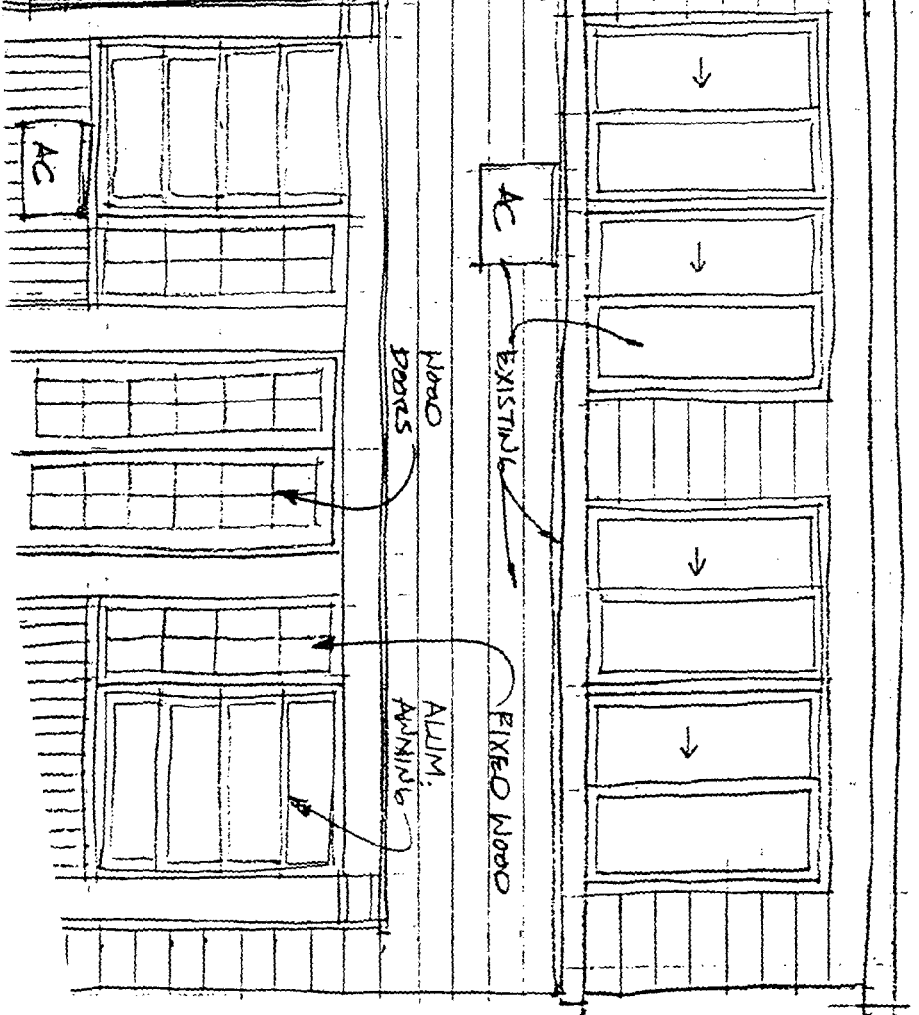 AC
AC
EXISTING
WOOD
DOORS
FIXED WOOD
ALUM.
AWNING